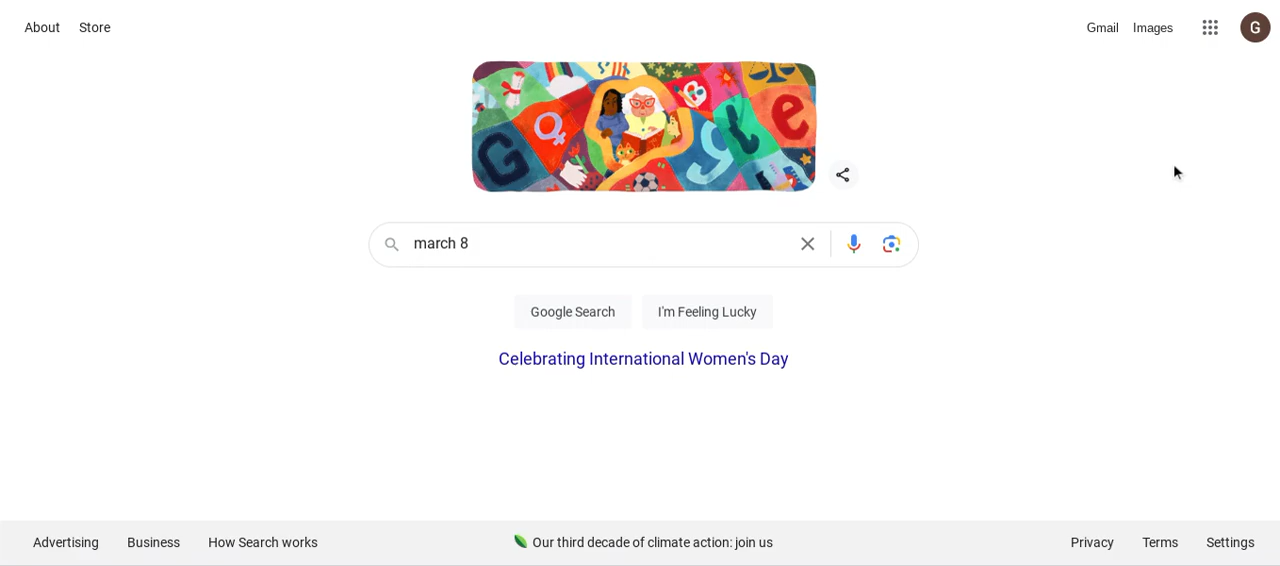 About Store
Gmail Images
G
G g l e
march 8
Google Search
I'm Feeling Lucky
Celebrating International Women's Day
Advertising Business How Search works
Our third decade of climate action: join us
Privacy Terms Settings